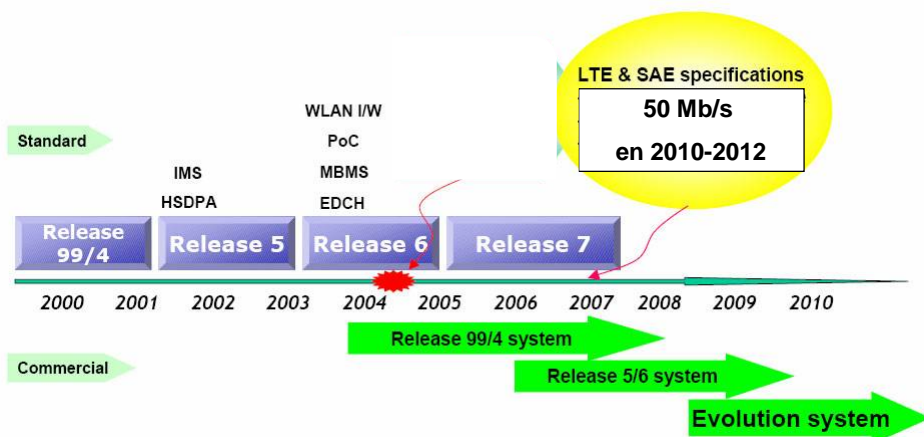 LTE & SAE specifications
50 Mb/s
en 2010-2012
WLAN I/W
PoC
MBMS
EDCH
Standard
IMS
HSDPA
Release
99/4
Release 5
Release 6
Release 7
2000 2001 2002 2003 2004 2005 2006 2007 2008 2009 2010
Release 99/4 system
Commercial
Release 5/6 system
Evolution system